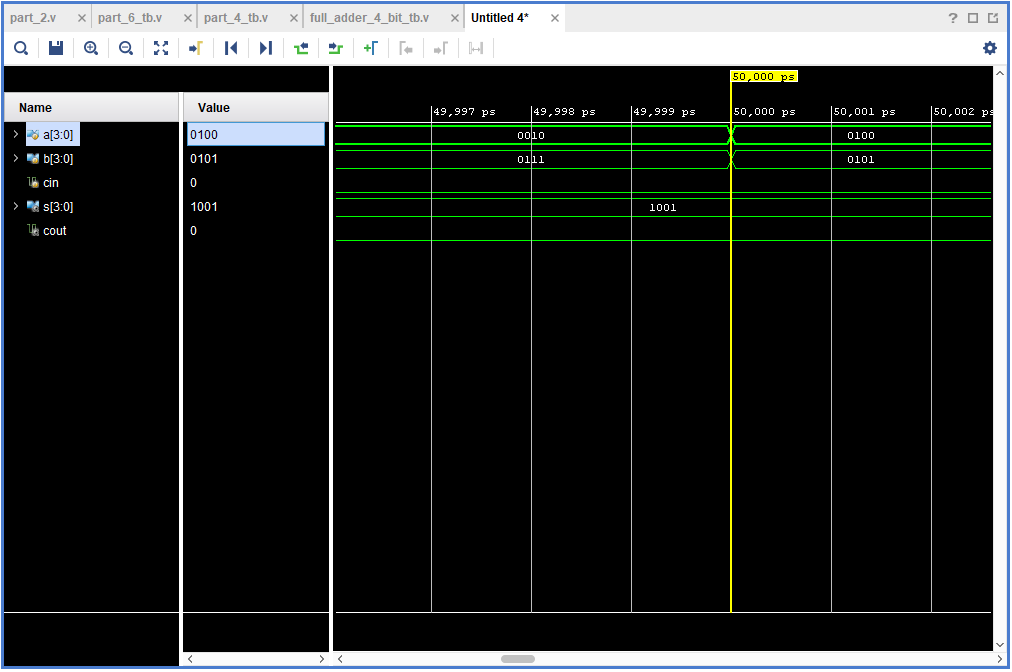 part_2.v part_6_tb.v part_4_tb.v full_adder_4_bit_tb.v Untitled 4*
50,000 ps
Name Value
49,997 ps 49,998 ps 49,999 ps 50,000 ps 50,001 ps 50,002 ps
a[3:0] 0100 0010 0100
b[3:0] 0101 0111 0101
cin 0
s[3:0] 1001 1001
cout 0